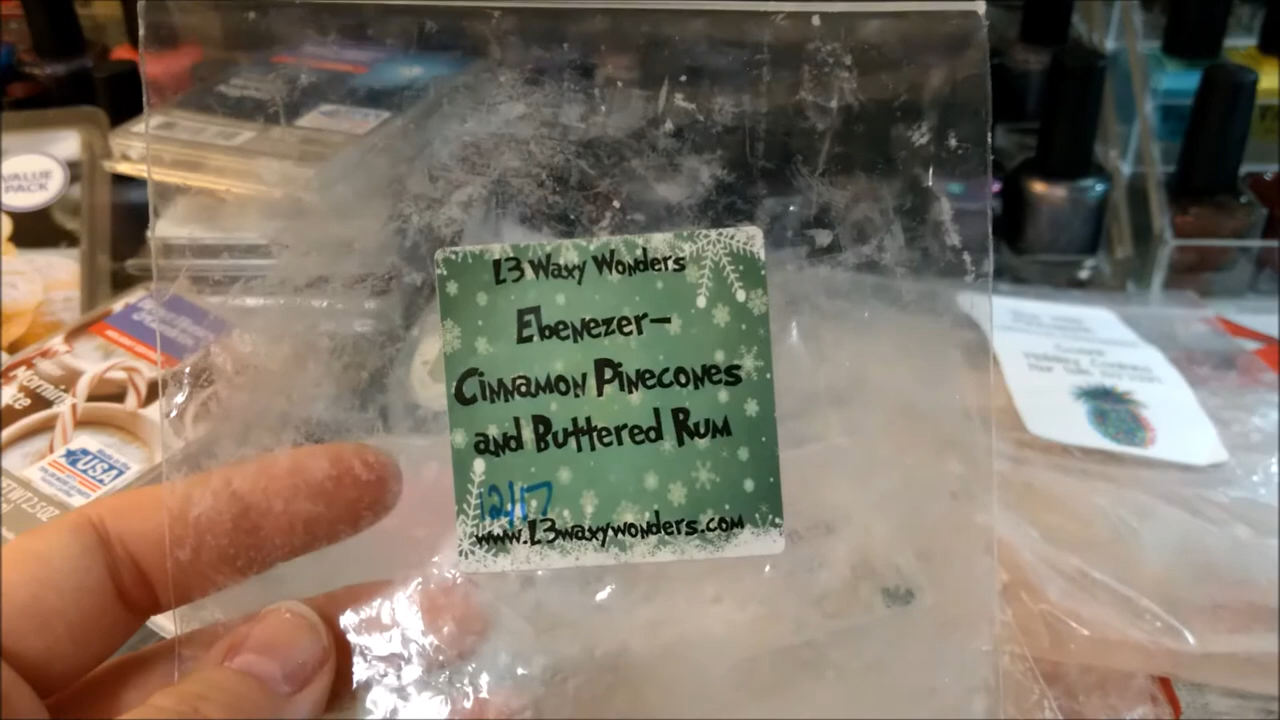 L3 Waxy Wonders
Ebenezer-
Cinnamon Pinecones
and Buttered Rum
12/17
www.L3waxywonders.com
VALUE
PACK
USA